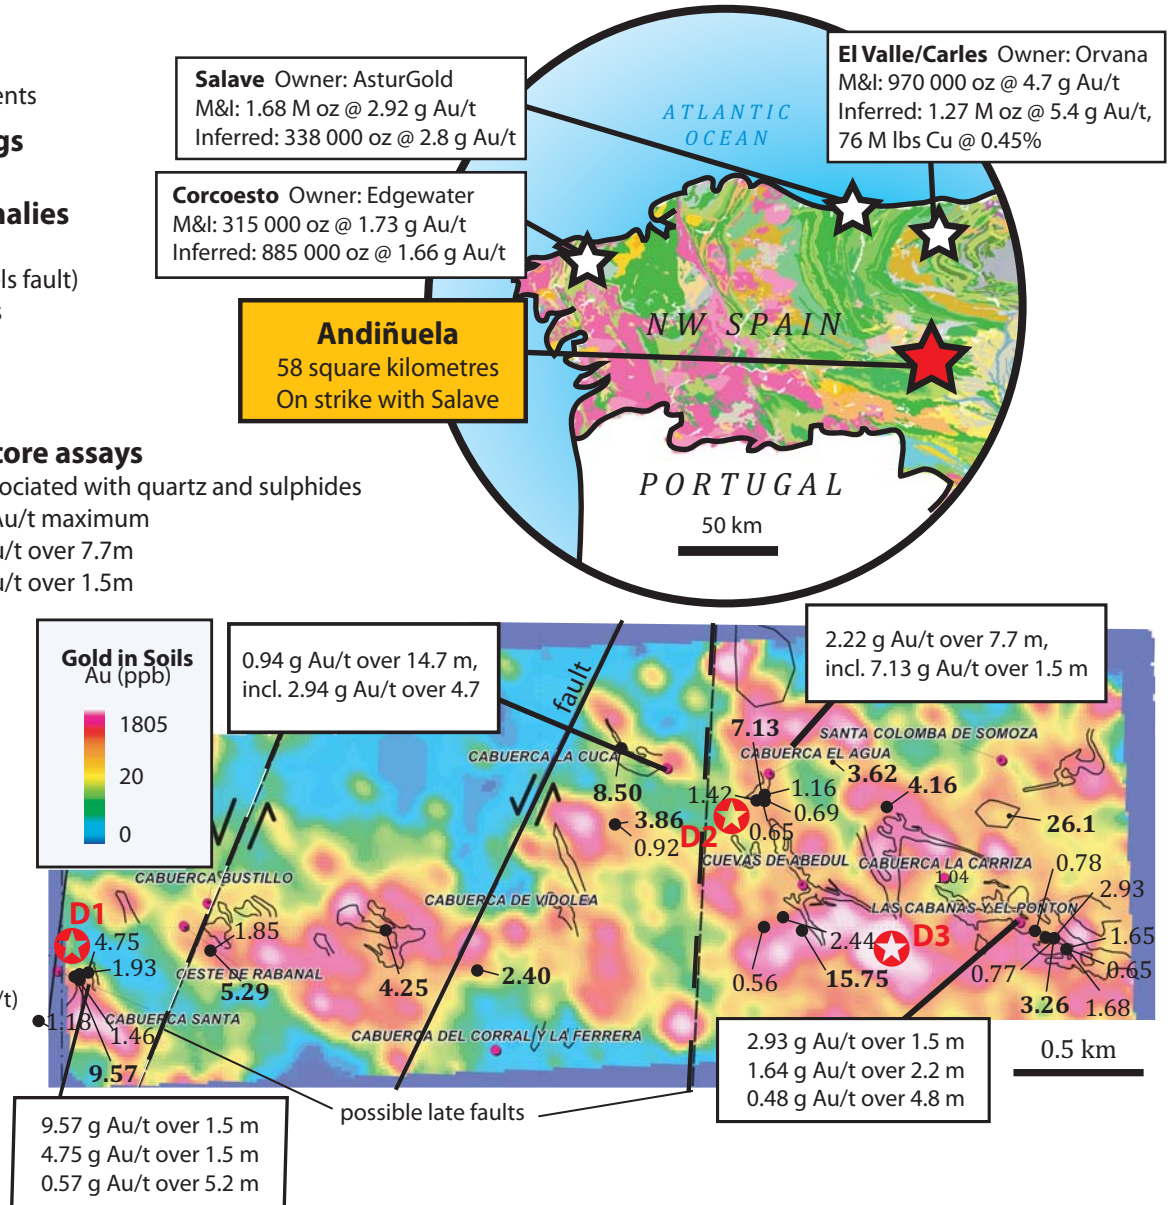 ents
gs
nalies
ls fault)
s
core assays
sociated with quartz and sulphides
Au/t maximum
u/t over 7.7m
u/t over 1.5m
Salave Owner: AsturGold
M&I: 1.68 M oz @ 2.92 g Au/t
Inferred: 338 000 oz @ 2.8 g Au/t
El Valle/Carles Owner: Orvana
M&I: 970 000 oz @ 4.7 g Au/t
Inferred: 1.27 M oz @ 5.4 g Au/t,
76 M lbs Cu @ 0.45%
ATLANTIC
OCEAN
Corcoesto Owner: Edgewater
M&I: 315 000 oz @ 1.73 g Au/t
Inferred: 885 000 oz @ 1.66 g Au/t
Andiñuela
58 square kilometres
On strike with Salave
NW SPAIN
PORTUGAL
50 km
Gold in Soils
Au (ppb)
1805
20
0
0.94 g Au/t over 14.7 m,
incl. 2.94 g Au/t over 4.7
2.22 g Au/t over 7.7 m,
incl. 7.13 g Au/t over 1.5 m
fault
7.13
SANTA COLOMBA DE SOMOZA
CABUERCA LA CUCA
CABUERCA EL AGUA
3.62
8.50
1.42
1.16
4.16
3.86
D2
0.69
0.92
0.65
26.1
CUEVAS DE ABEDUL
CABUERCA LA CARRIZA
0.78
CABUERCA BUSTILLO
1.04
2.93
CABUERCA DE VIDOLEA
LAS CABAÑAS Y EL PONTON
D1
4.75
1.85
2.44
D3
1.65
1.93
OESTE DE RABANAL
2.40
0.56
15.75
0.77
0.65
5.29
4.25
3.26
1.68
/t)
1.18
1.46
CABUERCA SANTA
CABUERCA DEL CORRAL Y LA FERRERA
9.57
2.93 g Au/t over 1.5 m
1.64 g Au/t over 2.2 m
0.48 g Au/t over 4.8 m
0.5 km
possible late faults
9.57 g Au/t over 1.5 m
4.75 g Au/t over 1.5 m
0.57 g Au/t over 5.2 m